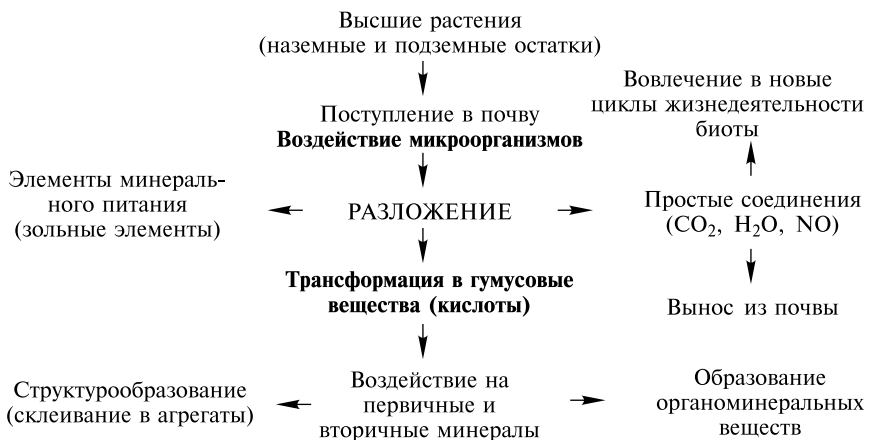 Высшие растения
(наземные и подземные остатки)
Вовлечение в новые
циклы жизнедеятельности
биоты
Поступление в почву
Воздействие микроорганизмов
Элементы минераль-
ного питания
(зольные элементы)
РАЗЛОЖЕНИЕ
Простые соединения
(CO₂, H₂O, NO)
Трансформация в гумусовые
вещества (кислоты)
Вынос из почвы
Структурообразование
(склеивание в агрегаты)
Воздействие на
первичные и
вторичные минералы
Образование
органоминеральных
веществ